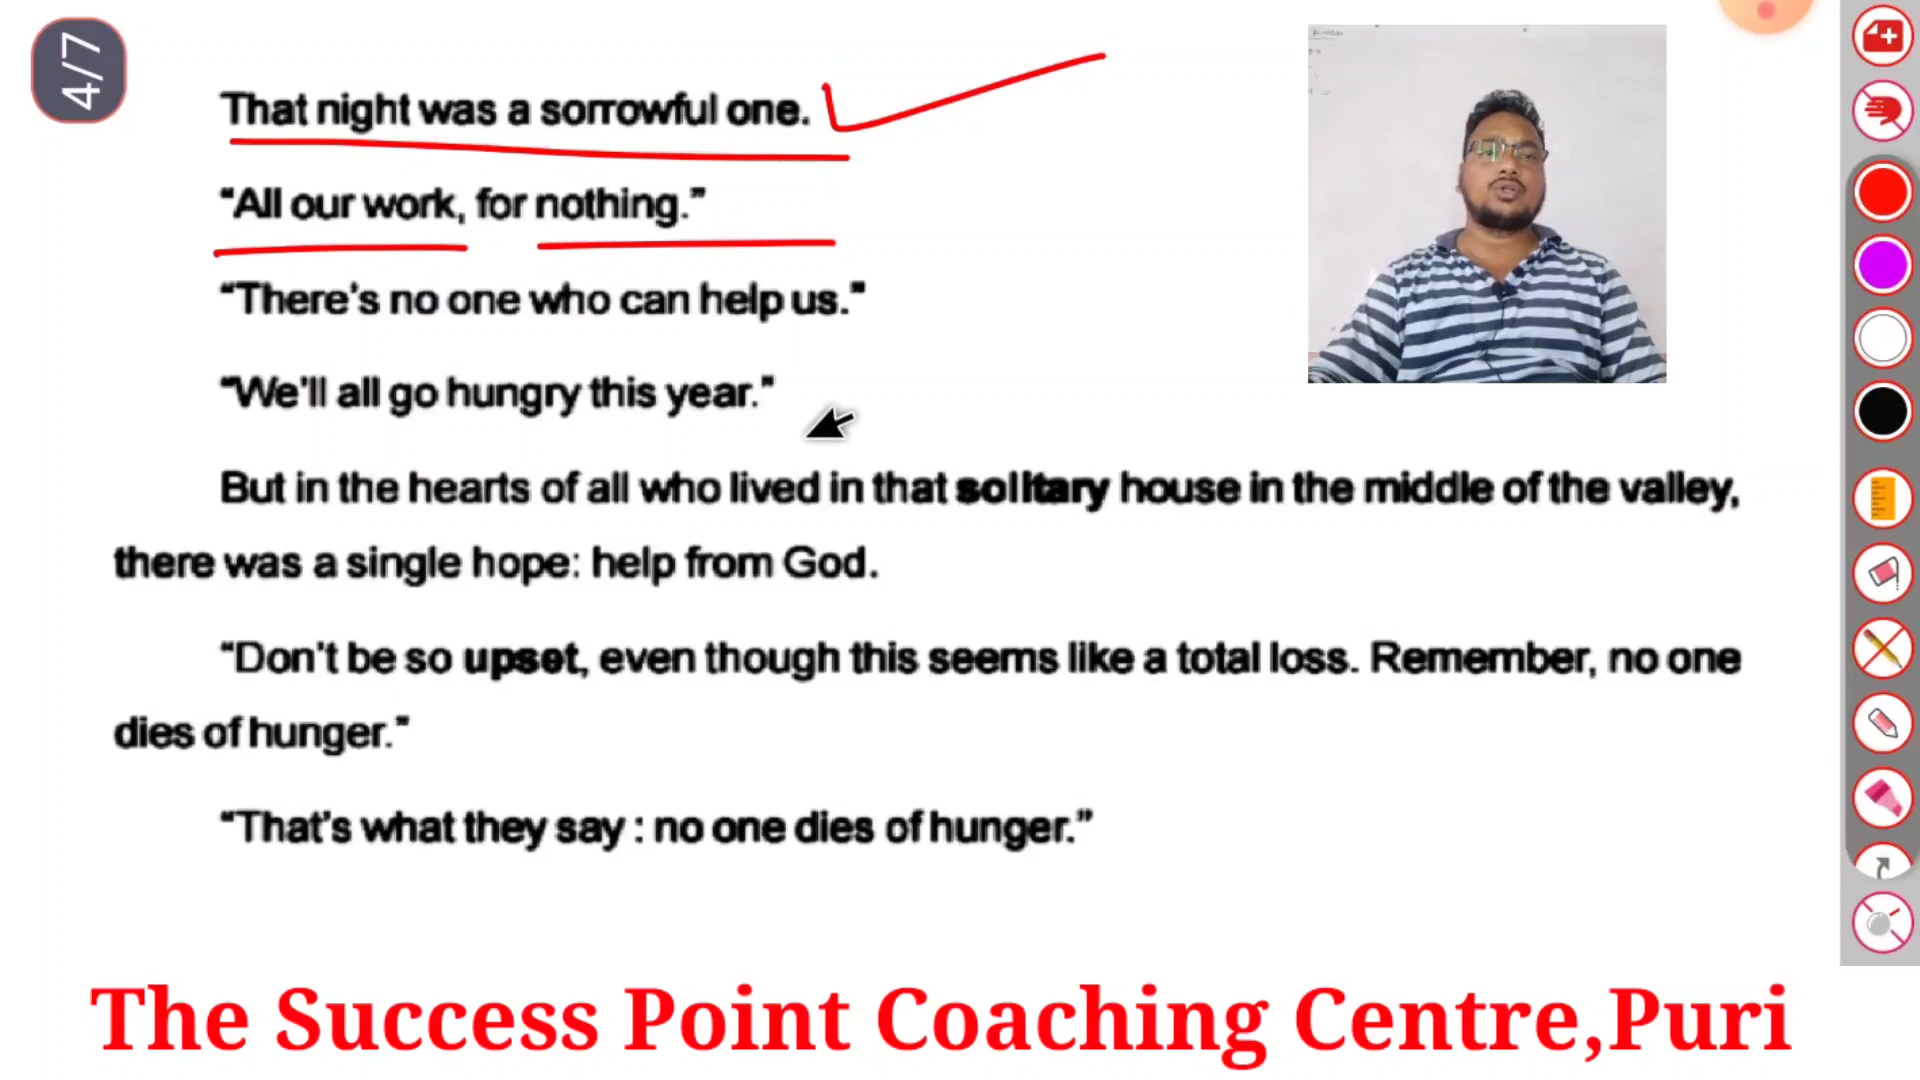 4/7
That night was a sorrowful one.
“All our work, for nothing.”
“There's no one who can help us.”
“We'll all go hungry this year.”
But in the hearts of all who lived in that solitary house in the middle of the valley,
there was a single hope: help from God.
“Don't be so upset, even though this seems like a total loss. Remember, no one
dies of hunger.”
“That's what they say : no one dies of hunger.”
The Success Point Coaching Centre,Puri